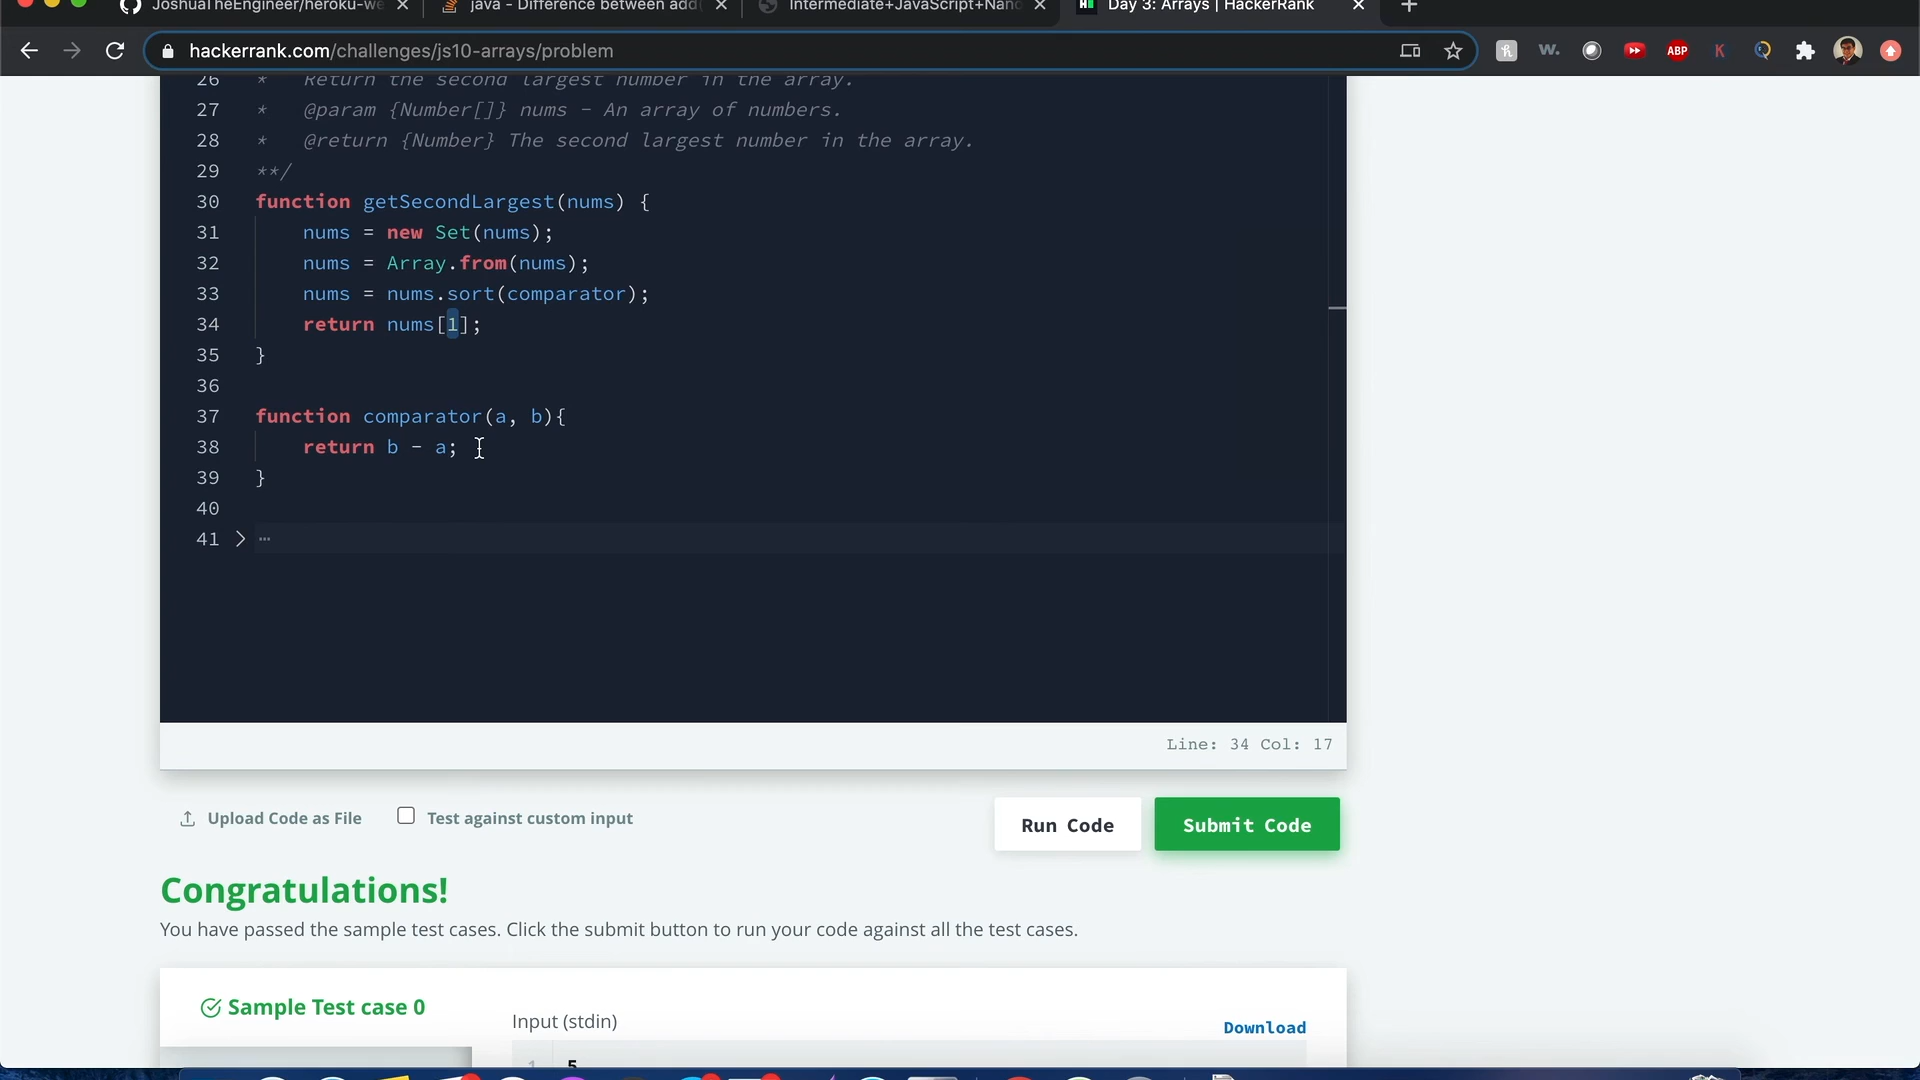 JoshuaTheEngineer/heroku-we
java - Difference between add(
Intermediate+JavaScript+Nano
Day 3: Arrays | HackerRank
hackerrank.com/challenges/js10-arrays/problem
w.
ABP
K
26 * Return the second largest number in the array.
27 * @param {Number[]} nums - An array of numbers.
28 * @return {Number} The second largest number in the array.
29 **/
30 function getSecondLargest(nums) {
31 nums = new Set(nums);
32 nums = Array.from(nums);
33 nums = nums.sort(comparator);
34 return nums[1];
35 }
36
37 function comparator(a, b){
38 return b - a;
39 }
40
41
Line: 34 Col: 17
Upload Code as File
Test against custom input
Run Code
Submit Code
Congratulations!
You have passed the sample test cases. Click the submit button to run your code against all the test cases.
Sample Test case 0
Input (stdin)
Download
1 5